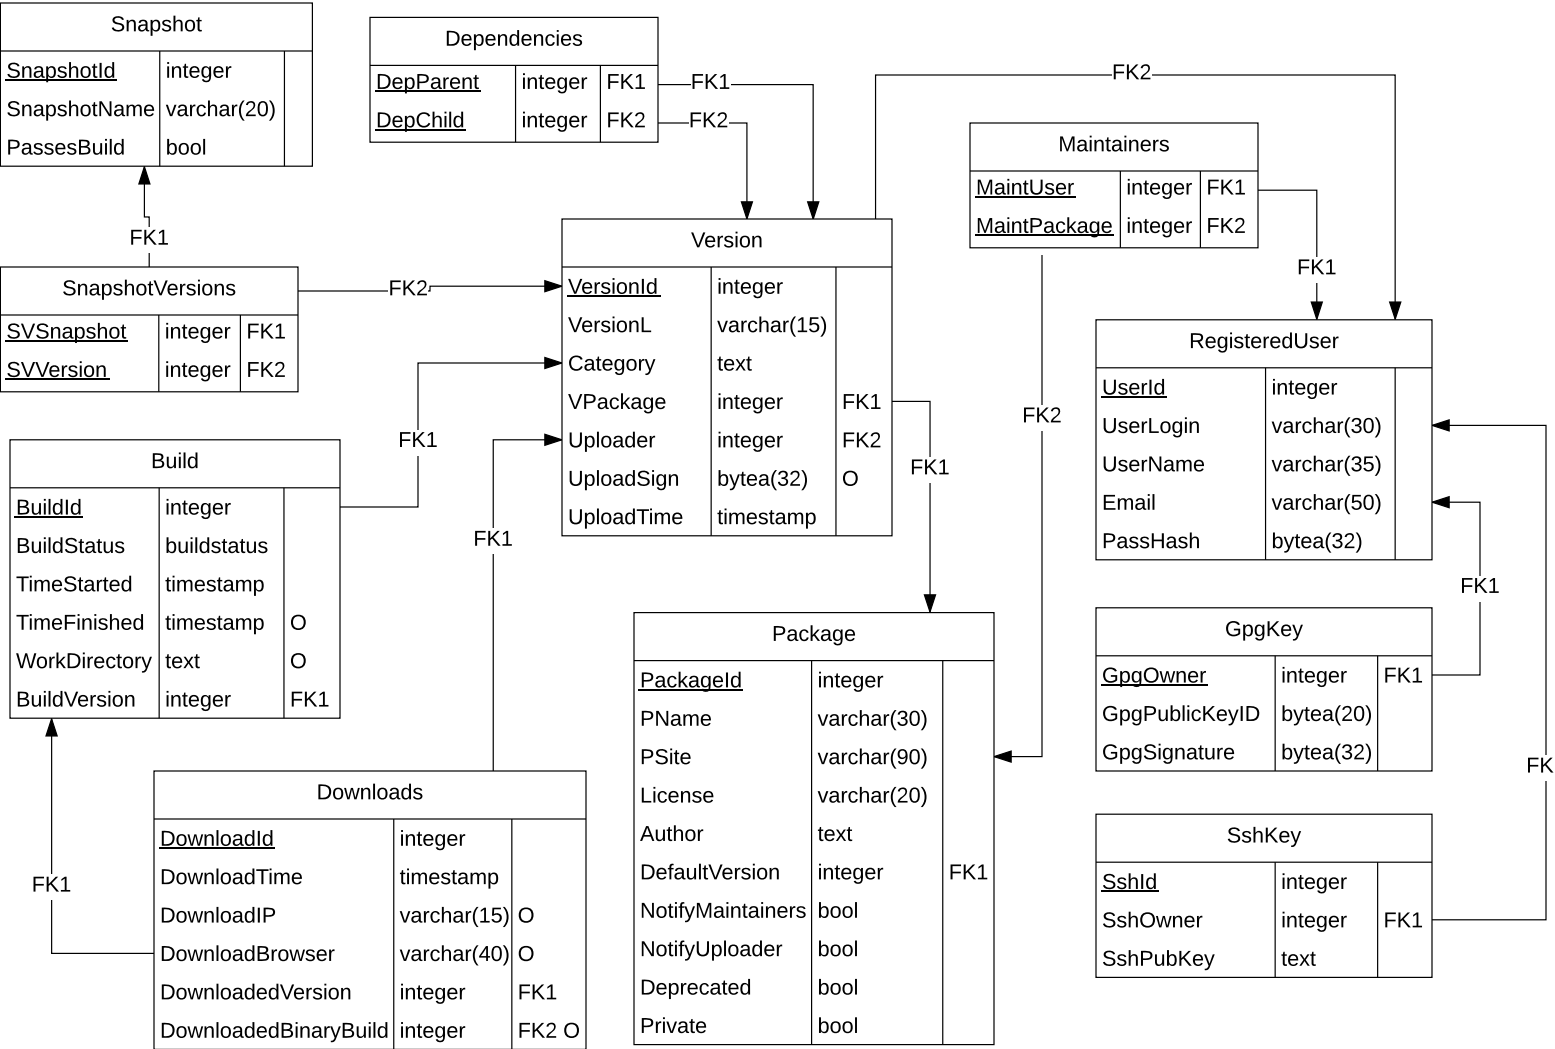 Snapshot
SnapshotId integer
SnapshotName varchar(20)
PassesBuild bool
Dependencies
DepParent integer FK1
DepChild integer FK2
FK1
FK2
FK2
Maintainers
MaintUser integer FK1
MaintPackage integer FK2
FK1
FK1
SnapshotVersions
SVSnapshot integer FK1
SVVersion integer FK2
FK2
Version
VersionId integer
VersionL varchar(15)
Category text
VPackage integer FK1
Uploader integer FK2
UploadSign bytea(32) O
UploadTime timestamp
RegisteredUser
UserId integer
UserLogin varchar(30)
UserName varchar(35)
Email varchar(50)
PassHash bytea(32)
FK1
FK1
FK2
FK1
Build
BuildId integer
BuildStatus buildstatus
TimeStarted timestamp
TimeFinished timestamp O
WorkDirectory text O
BuildVersion integer FK1
FK1
GpgKey
GpgOwner integer FK1
GpgPublicKeyID bytea(20)
GpgSignature bytea(32)
Package
PackageId integer
PName varchar(30)
PSite varchar(90)
License varchar(20)
Author text
DefaultVersion integer FK1
NotifyMaintainers bool
NotifyUploader bool
Deprecated bool
Private bool
FK
Downloads
DownloadId integer
DownloadTime timestamp
DownloadIP varchar(15) O
DownloadBrowser varchar(40) O
DownloadedVersion integer FK1
DownloadedBinaryBuild integer FK2 O
FK1
SshKey
SshId integer
SshOwner integer FK1
SshPubKey text